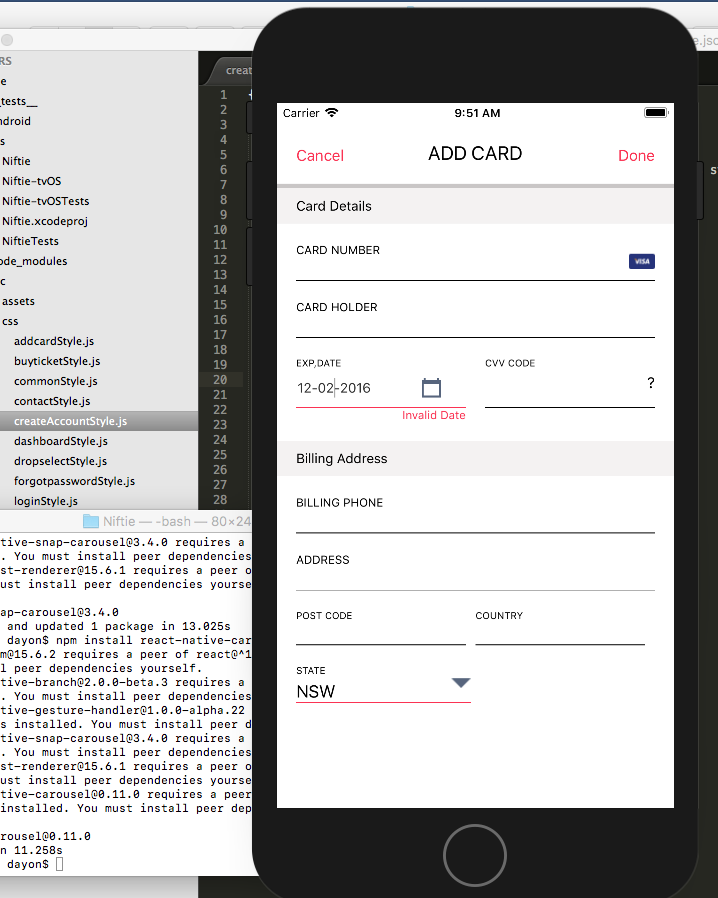 RS
e
_tests__
ndroid
s
Niftie
Niftie-tvOS
Niftie-tvOSTests
Niftie.xcodeproj
NiftieTests
ode_modules
c
assets
css
addcardStyle.js
buyticketStyle.js
commonStyle.js
contactStyle.js
createAccountStyle.js
dashboardStyle.js
dropselectStyle.js
forgotpasswordStyle.js
loginStyle.js
creat
e.jsc
1
2
3
4
5
6
7
8
9
10
11
12
13
14
15
16
17
18
19
20
21
22
23
24
25
26
27
28
s
Niftie — -bash — 80×24
tive-snap-carousel@3.4.0 requires a
. You must install peer dependencies
st-renderer@15.6.1 requires a peer o
ust install peer dependencies yourse
ap-carousel@3.4.0
and updated 1 package in 13.025s
dayon$ npm install react-native-car
m@15.6.2 requires a peer of react@^1
l peer dependencies yourself.
tive-branch@2.0.0-beta.3 requires a
. You must install peer dependencies
tive-gesture-handler@1.0.0-alpha.22
s installed. You must install peer d
tive-snap-carousel@3.4.0 requires a
. You must install peer dependencies
st-renderer@15.6.1 requires a peer o
ust install peer dependencies yourse
tive-carousel@0.11.0 requires a peer
installed. You must install peer dep
rousel@0.11.0
n 11.258s
dayon$
Carrier 9:51 AM
Cancel ADD CARD Done
Card Details
CARD NUMBER
VISA
CARD HOLDER
EXP,DATE CVV CODE
12-02-2016 ?
Invalid Date
Billing Address
BILLING PHONE
ADDRESS
POST CODE COUNTRY
STATE
NSW